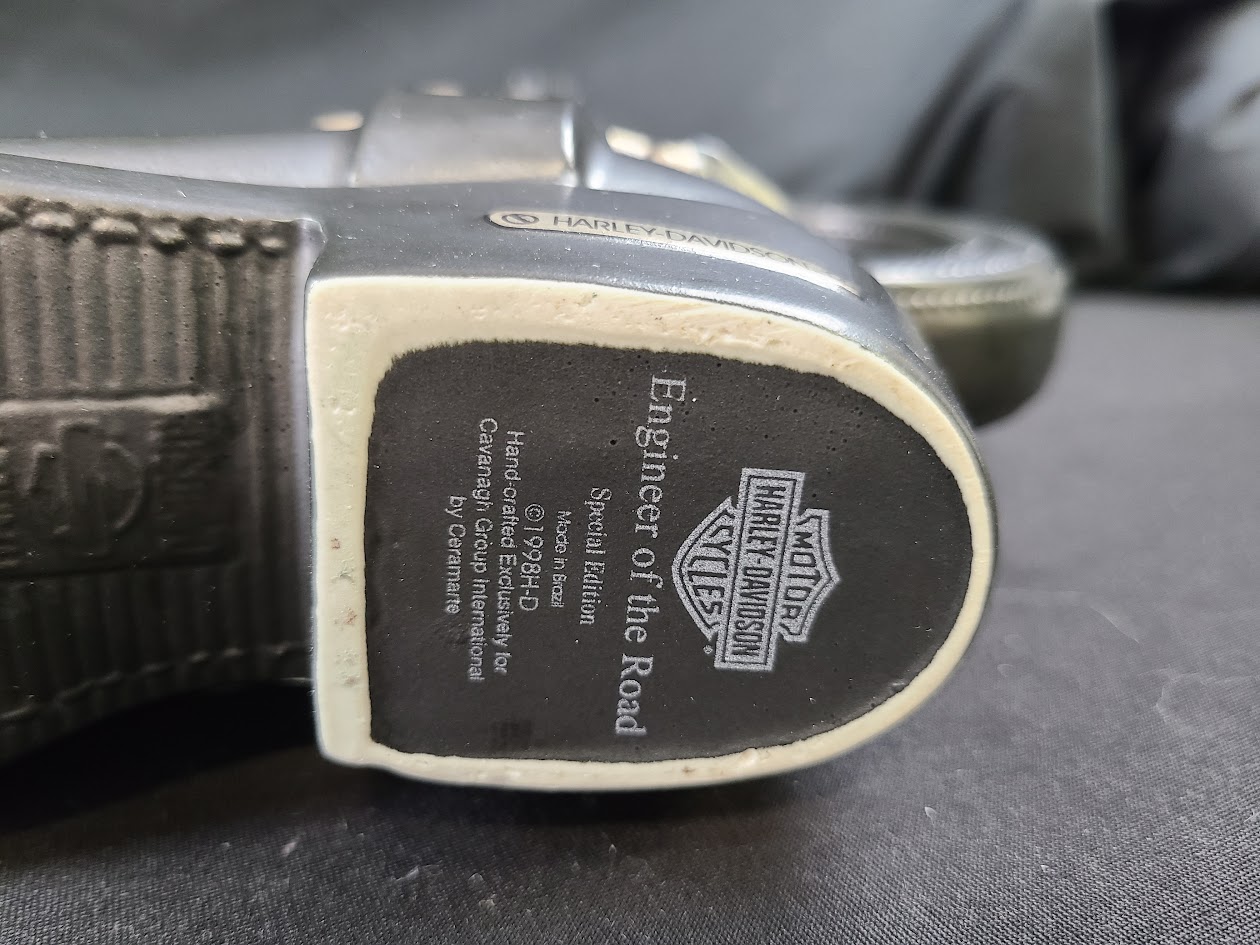 HARLEY-DAVIDSON
MOTOR
HARLEY-DAVIDSON
CYCLES
Engineer of the Road
Special Edition
Made in Brazil
©1998H-D
Hand-crafted Exclusively for
Cavanagh Group International
by Ceramarte